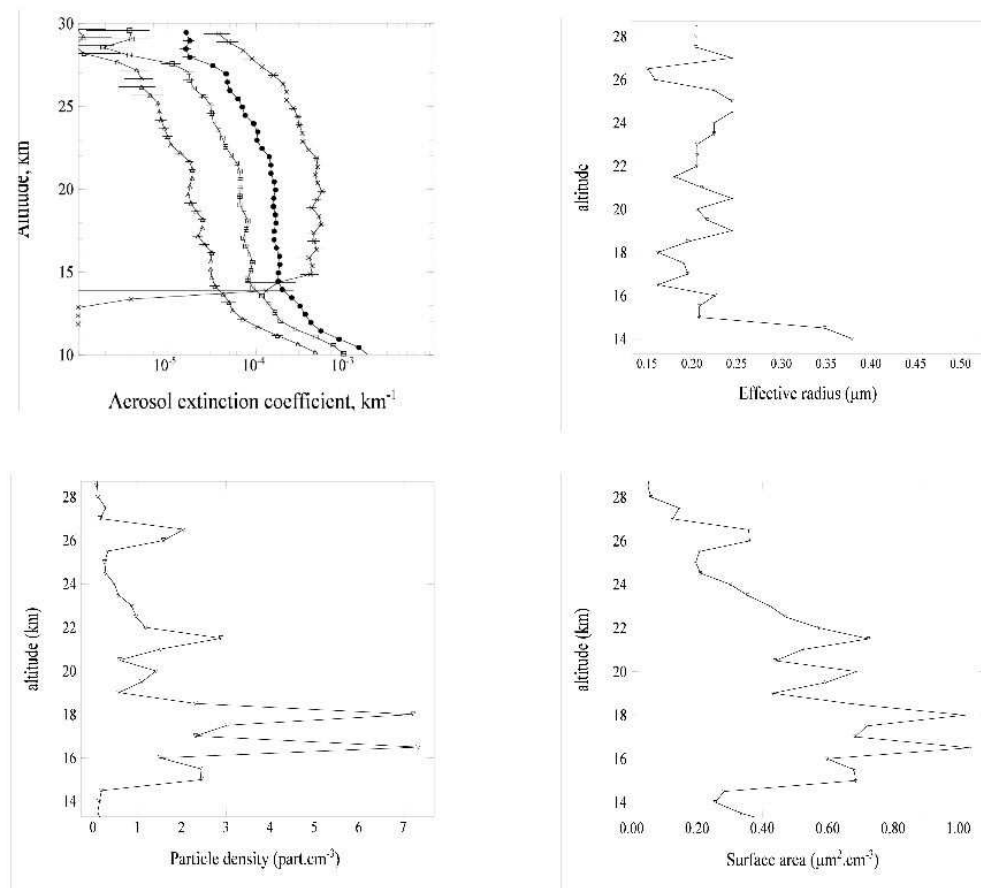 30
25
20
15
10
Altitude, km
10⁻⁵
10⁻⁴
10⁻³
Aerosol extinction coefficient, km⁻¹
28
26
24
22
20
18
16
14
altitude
0.15 0.20 0.25 0.30 0.35 0.40 0.45 0.50
Effective radius (μm)
28
26
24
22
20
18
16
14
altitude (km)
0 1 2 3 4 5 6 7
Particle density (part.cm⁻³)
28
26
24
22
20
18
16
14
altitude (km)
0.00 0.20 0.40 0.60 0.80 1.00
Surface area (μm².cm⁻³)